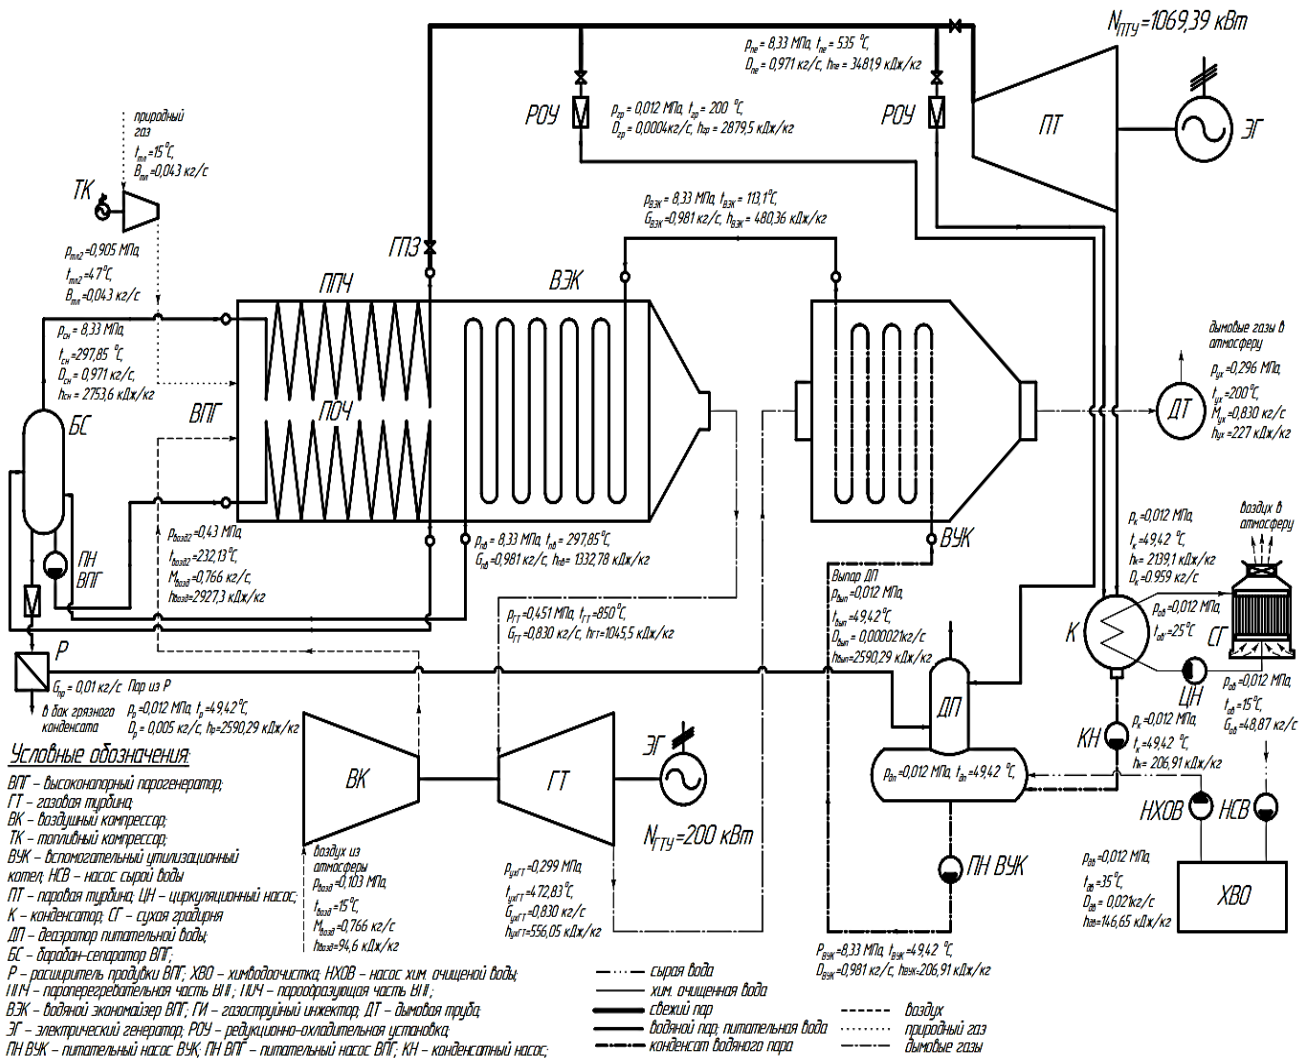 N_ПТУ=1069,39 кВт
p_пе = 8,33 МПа, t_пе = 535 °С,
D_пе = 0,971 кг/с, h_пе = 3481,9 кДж/кг
РОУ
p_др = 0,012 МПа, t_др = 200 °С,
D_др = 0,0004кг/с, h_др = 2879,5 кДж/кг
РОУ
ПТ
ЭГ
природный
газ
t_тл=15°С,
B_тл=0,043 кг/с
ТК
p_тл2=0,905 МПа,
t_тл2=47°С,
B_тл=0,043 кг/с
p_ВЭК = 8,33 МПа, t_ВЭК = 113,1°С,
G_ВЭК=0,981 кг/с, h_ВЭК= 480,36 кДж/кг
ГПЗ
ППЧ
ВЭК
p_сн= 8,33 МПа,
t_сн=297,85 °С,
D_сн = 0,971 кг/с,
h_сн= 2753,6 кДж/кг
ВПГ
ПОЧ
БС
дымовые газы в
атмосферу
p_ух=0,296 МПа,
t_ух=200°С,
M_ух=0,830 кг/с
h_ух=227 кДж/кг
ДТ
ПН
ВПГ
p_возд2=0,43 МПа,
t_возд2=232,13°С,
M_возд=0,766 кг/с,
h_возд=2927,3 кДж/кг
p_пв = 8,33 МПа, t_пв= 297,85°С,
G_пв=0,981 кг/с, h_пв= 1332,78 кДж/кг
ВУК
p_к=0,012 МПа,
t_к=49,42 °С,
h_к= 2139,1 кДж/кг
D_к=0.959 кг/с
воздух в
атмосферу
Выпар ДП
p_вып=0,012 МПа,
t_вып=49,42°С,
D_вып= 0,000021кг/с
h_вып=2590,29 кДж/кг
p_ГТ=0,451 МПа, t_ГТ=850°С,
G_ГТ=0,830 кг/с, h_ГТ=1045,5 кДж/кг
К
p_ов=0,012 МПа,
t_ов=25°С
СГ
Р
G_пр= 0,01 кг/с
Пар из Р
p_р=0,012 МПа, t_р=49,42°С,
D_р= 0,005 кг/с, h_р=2590,29 кДж/кг
в бак грязного
конденсата
ДП
ЦН
p_ов=0,012 МПа,
t_ов=15°С,
G_ов=48,87 кг/с
КН
p_к=0,012 МПа,
t_к=49,42 °С,
h_к= 206,91 кДж/кг
ВК
ГТ
ЭГ
N_ГТУ=200 кВт
p_дп=0,012 МПа, t_дп=49,42 °С,
НХОВ
НСВ
ПН ВУК
воздух из
атмосферы
p_возд=0,103 МПа,
t_возд=15°С,
M_возд=0,766 кг/с
h_возд=94,6 кДж/кг
p_ухГТ=0,299 МПа,
t_ухГТ=472,83°С,
G_ухГТ=0,830 кг/с,
h_ухГТ=556,05 кДж/кг
p_дв=0,012 МПа,
t_дв=35°С,
D_дв= 0,021кг/с
h_дв=146,65 кДж/кг
ХВО
P_ВУК=8,33 МПа, t_ВУК=49,42 °С,
D_ВУК=0,981 кг/с, h_ВУК=206,91 кДж/кг
Условные обозначения:
ВПГ – высоконапорный парогенератор;
ГТ – газовая турбина;
ВК – воздушный компрессор;
ТК – топливный компрессор;
ВУК – вспомогательный утилизационный
котел; НСВ – насос сырой воды
ПТ – паровая турбина; ЦН – циркуляционный насос;
К – конденсатор; СГ – сухая градирня
ДП – деаэратор питательной воды;
БС – барабан-сепаратор ВПГ;
Р – расширитель продувки ВПГ; ХВО – химводоочистка; НХОВ – насос хим. очищеной воды;
ППЧ – пароперегревательная часть ВПГ; ПОЧ – парообразующая часть ВПГ;
ВЭК – водяной экономайзер ВПГ; ГИ – газоструйный инжектор; ДТ – дымовая труба;
ЭГ – электрический генератор; РОУ – редукционно-охладительная установка;
ПН ВУК – питательный насос ВУК; ПН ВПГ – питательный насос ВПГ; КН – конденсатный насос;
сырая вода
хим. очищенная вода
свежий пар
водяной пар, питательная вода
конденсат водяного пара
воздух
природный газ
дымовые газы